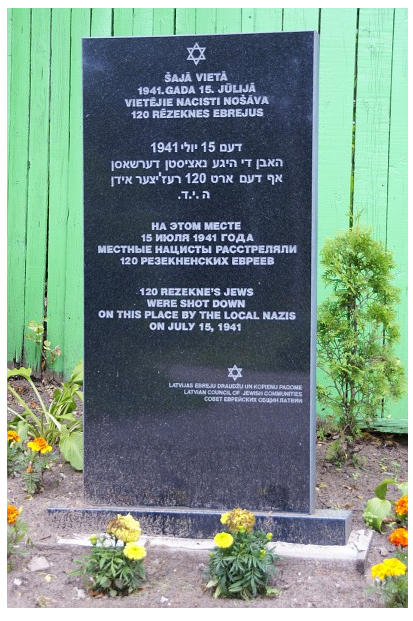 ŠAJĀ VIETĀ
1941.GADA 15. JŪLIJĀ
VIETĒJIE NACISTI NOŠĀVA
120 RĒZEKNES EBREJUS
דעם 15 יולי 1941
האבן די היגע נאציסטן דערשאסן
אף דעם ארט 120 רעזשיצער אידן
ה .י.ד.
НА ЭТОМ МЕСТЕ
15 ИЮЛЯ 1941 ГОДА
МЕСТНЫЕ НАЦИСТЫ РАССТРЕЛЯЛИ
120 РЕЗЕКНЕНСКИХ ЕВРЕЕВ
120 REZEKNE'S JEWS
WERE SHOT DOWN
ON THIS PLACE BY THE LOCAL NAZIS
ON JULY 15, 1941
LATVIJAS EBREJU DRAUDŽU UN KOPIENU PADOME
LATVIAN COUNCIL OF JEWISH COMMUNITIES
СОВЕТ ЕВРЕЙСКИХ ОБЩИН ЛАТВИИ